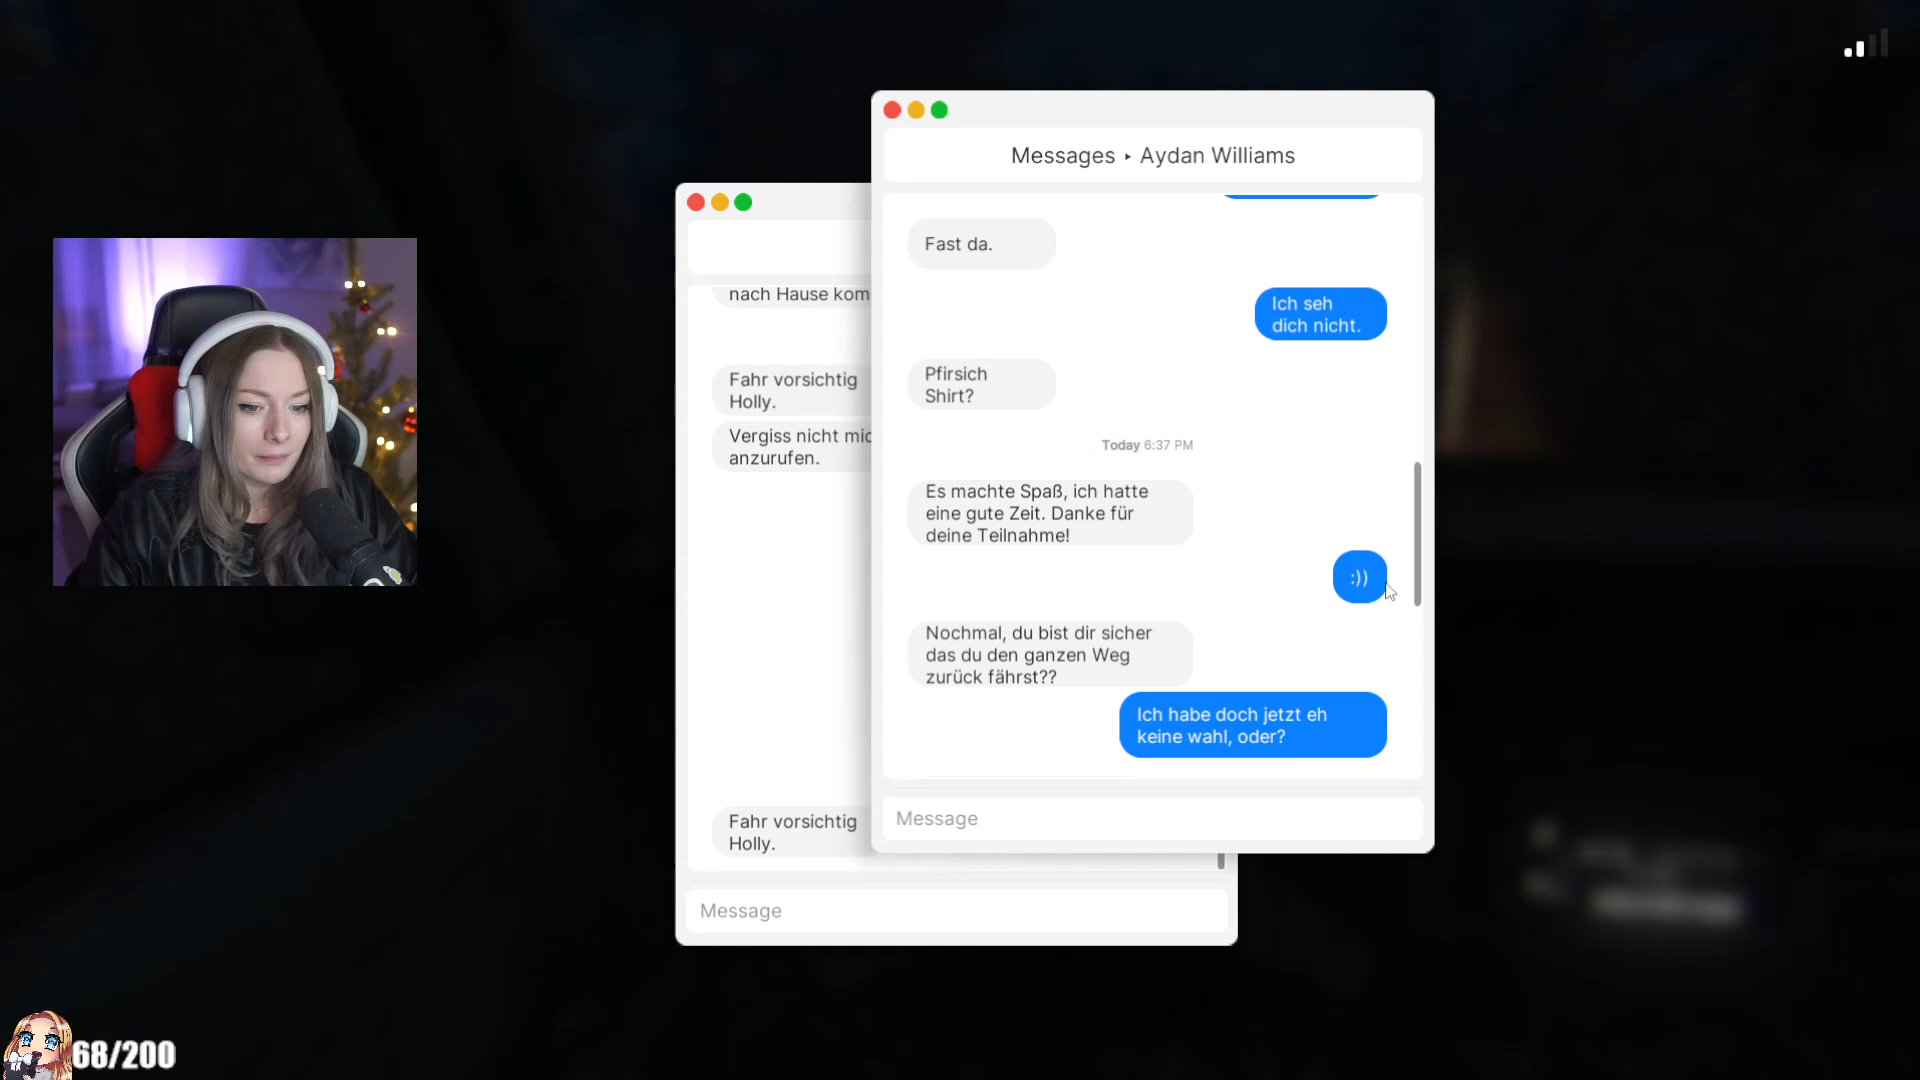 Messages ▸ Aydan Williams
Fast da.
Ich seh
dich nicht.
Pfirsich
Shirt?
Today 6:37 PM
Es machte Spaß, ich hatte
eine gute Zeit. Danke für
deine Teilnahme!
:))
Nochmal, du bist dir sicher
das du den ganzen Weg
zurück fährst??
Ich habe doch jetzt eh
keine wahl, oder?
Message
nach Hause
Fahr vorsichtig
Holly.
Vergiss nicht
anzurufen.
Fahr vorsichtig
Holly.
Message
68/200